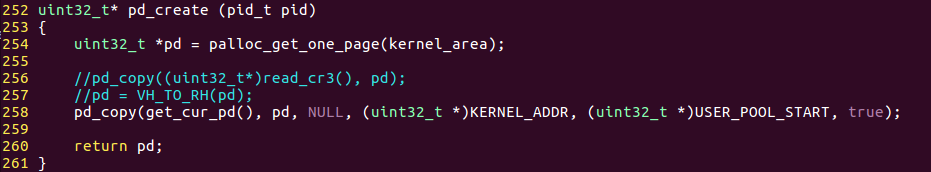 252 uint32_t* pd_create (pid_t pid)
253 {
254     uint32_t *pd = palloc_get_one_page(kernel_area);
255
256     //pd_copy((uint32_t*)read_cr3(), pd);
257     //pd = VH_TO_RH(pd);
258     pd_copy(get_cur_pd(), pd, NULL, (uint32_t *)KERNEL_ADDR, (uint32_t *)USER_POOL_START, true);
259
260     return pd;
261 }